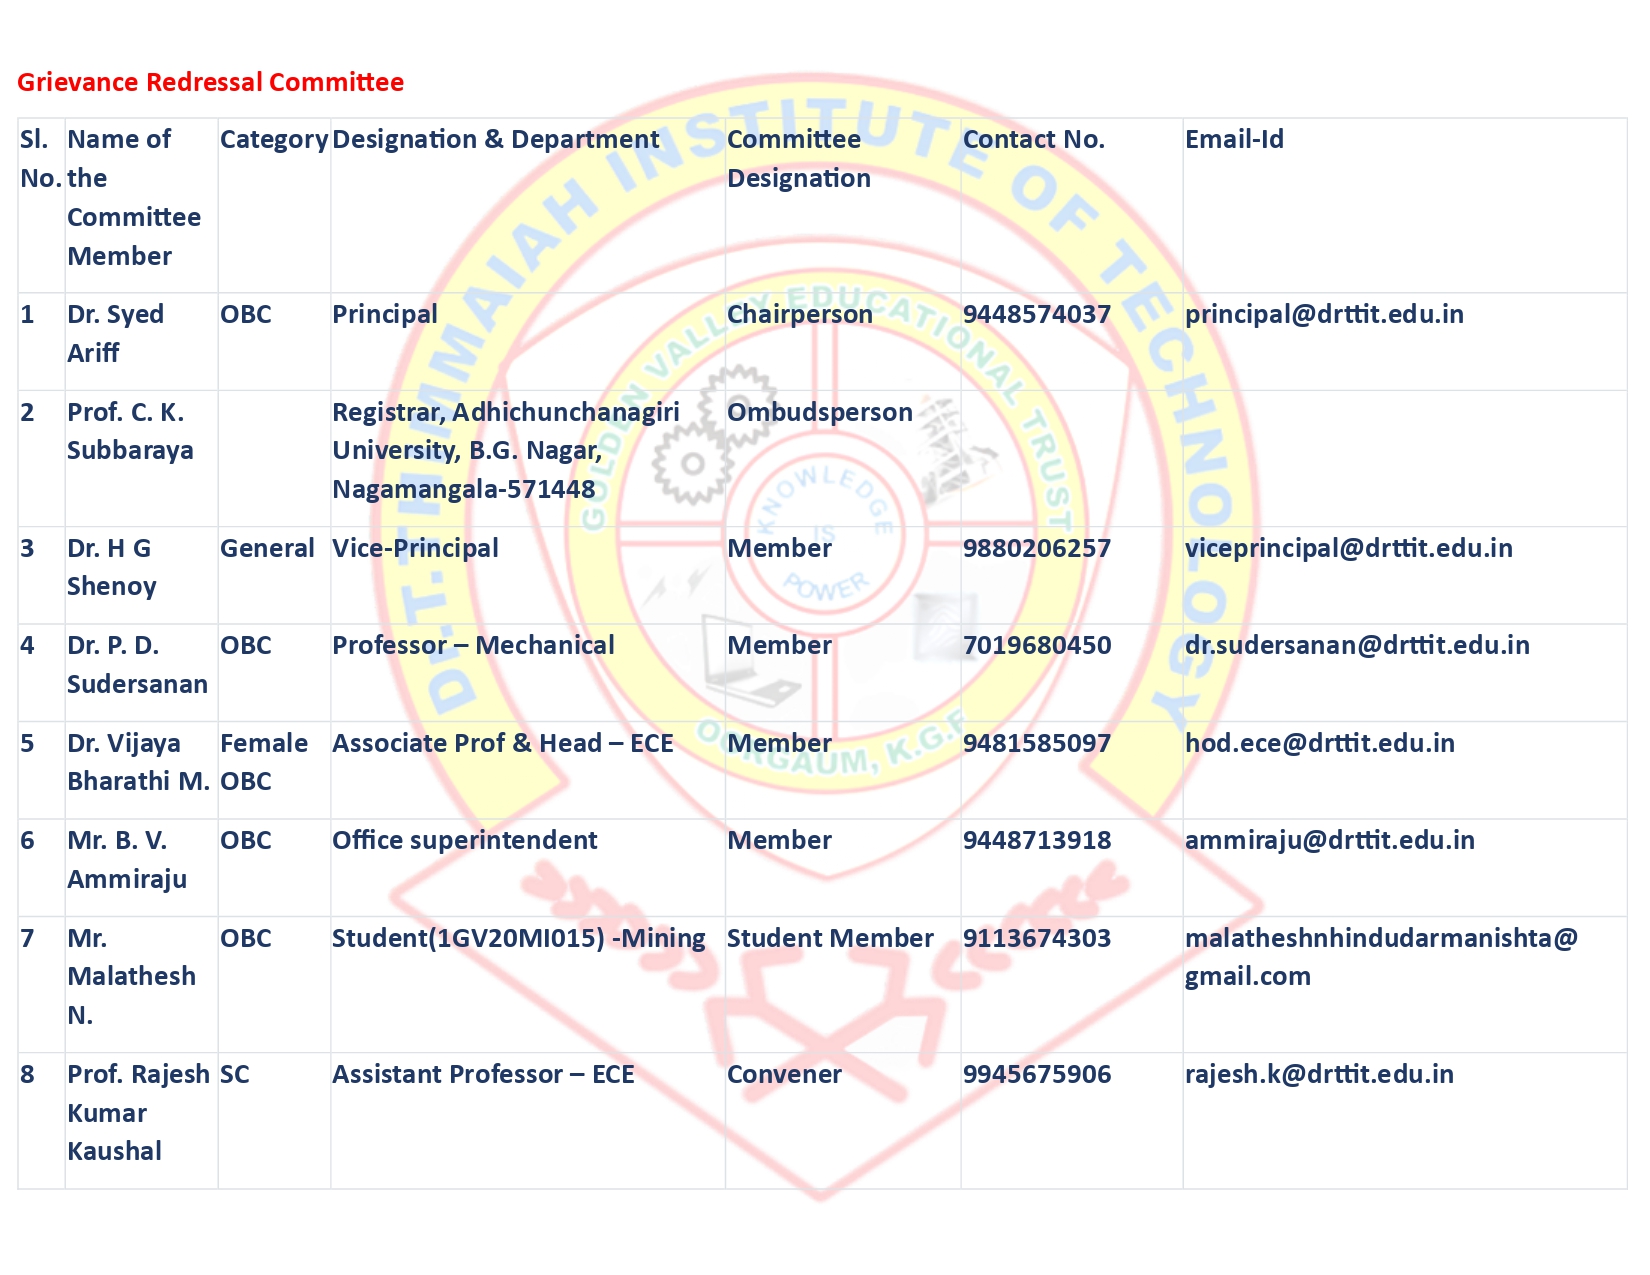 Grievance Redressal Committee
Sl. No. Name of the Committee Member Category Designation & Department Committee Designation Contact No. Email-Id
1 Dr. Syed Ariff OBC Principal Chairperson 9448574037 principal@drttit.edu.in
2 Prof. C. K. Subbaraya Registrar, Adhichunchanagiri University, B.G. Nagar, Nagamangala-571448 Ombudsperson
3 Dr. H G Shenoy General Vice-Principal Member 9880206257 viceprincipal@drttit.edu.in
4 Dr. P. D. Sudersanan OBC Professor – Mechanical Member 7019680450 dr.sudersanan@drttit.edu.in
5 Dr. Vijaya Bharathi M. Female OBC Associate Prof & Head – ECE Member 9481585097 hod.ece@drttit.edu.in
6 Mr. B. V. Ammiraju OBC Office superintendent Member 9448713918 ammiraju@drttit.edu.in
7 Mr. Malathesh N. OBC Student(1GV20MI015) -Mining Student Member 9113674303 malatheshnhindudarmanishta@gmail.com
8 Prof. Rajesh Kumar Kaushal SC Assistant Professor – ECE Convener 9945675906 rajesh.k@drttit.edu.in
Dr.T.THIMMAIAH INSTITUTE OF TECHNOLOGY
GOLDEN VALLEY EDUCATIONAL TRUST
OORGAUM, K.G.F
KNOWLEDGE
IS
POWER